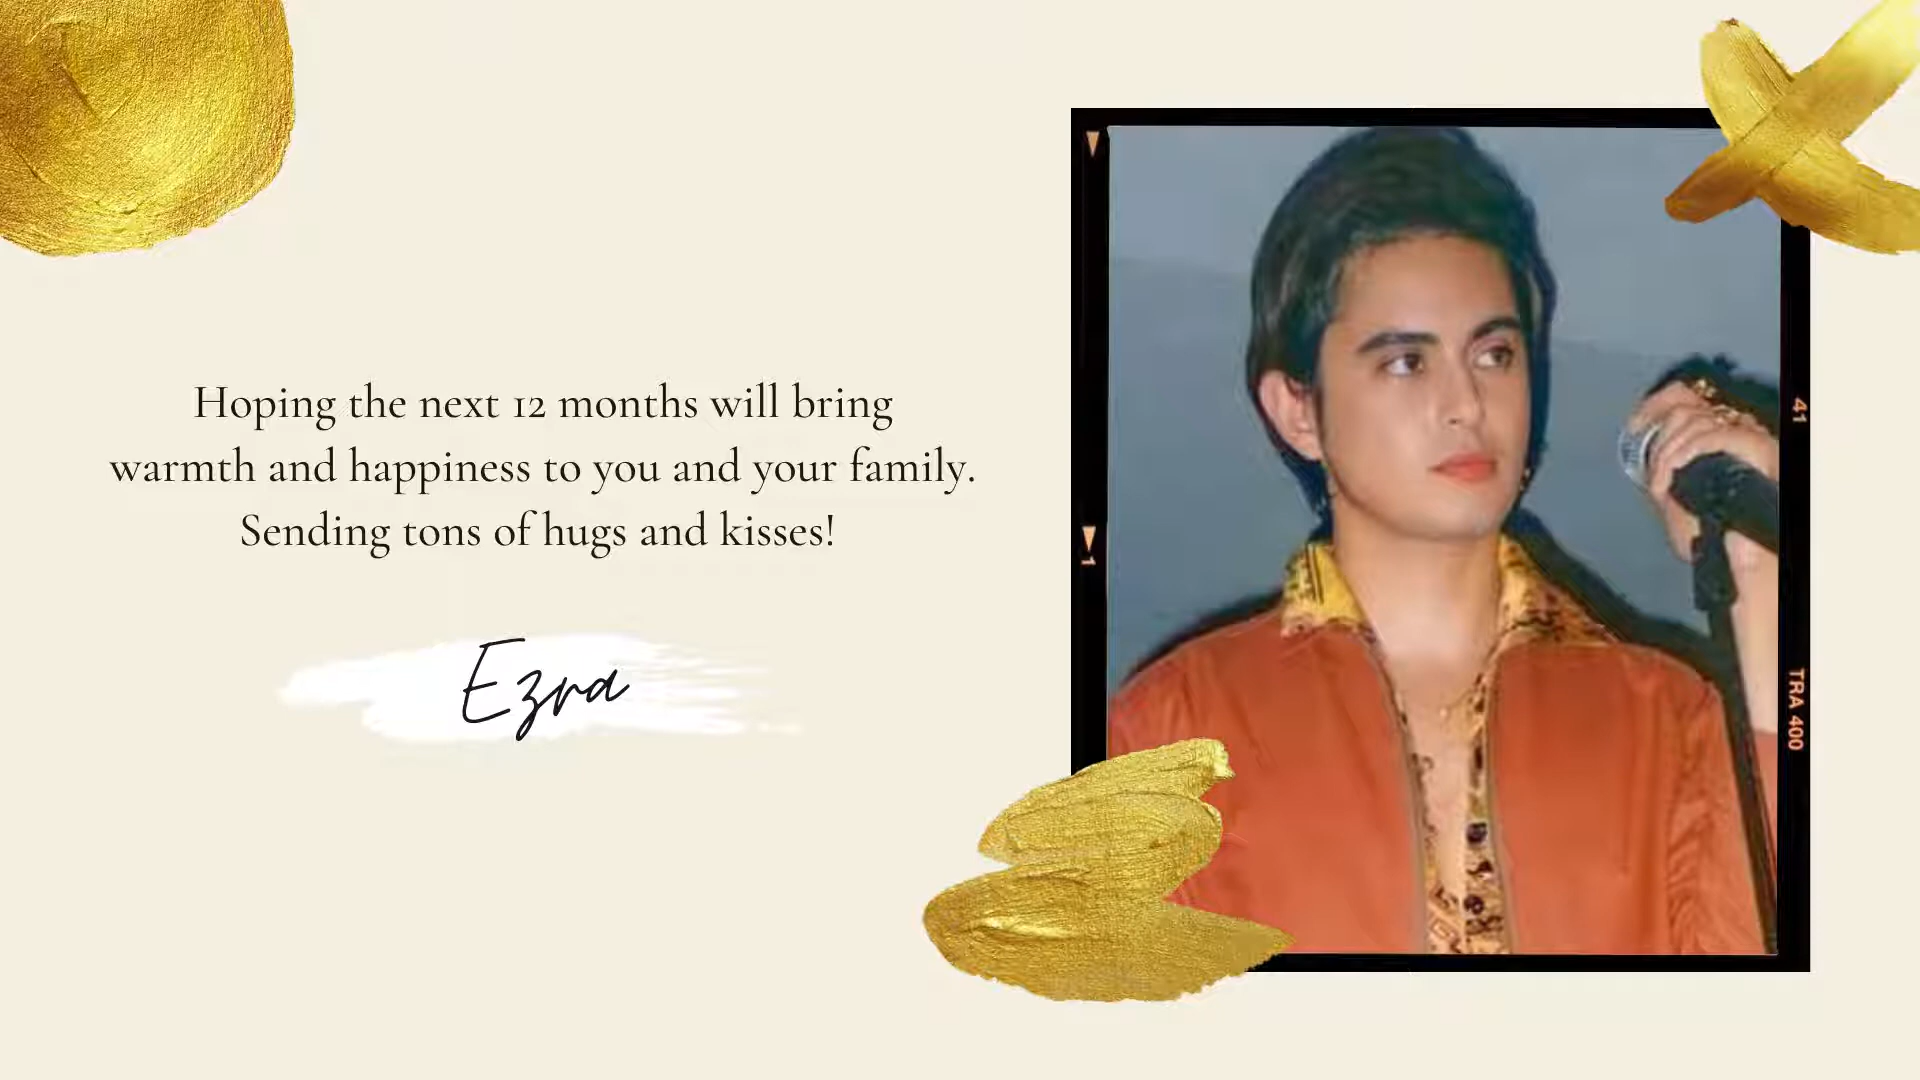 Hoping the next 12 months will bring
warmth and happiness to you and your family.
Sending tons of hugs and kisses!
Ezra
1
41
TRA 400